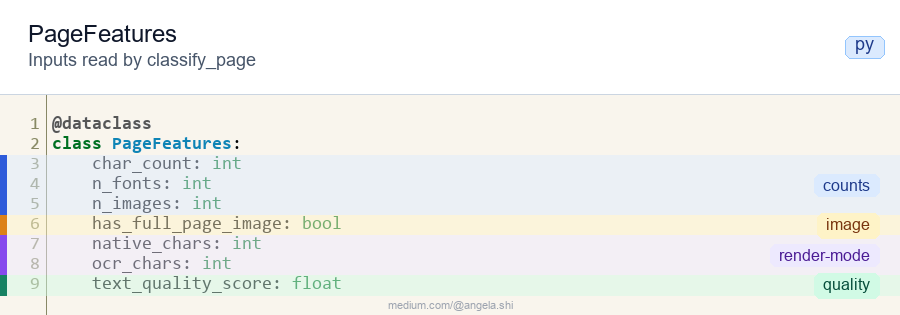 PageFeatures
Inputs read by classify_page
py
1 @dataclass
2 class PageFeatures:
3     char_count: int
4     n_fonts: int
counts
5     n_images: int
6     has_full_page_image: bool
image
7     native_chars: int
render-mode
8     ocr_chars: int
9     text_quality_score: float
quality
medium.com/@angela.shi